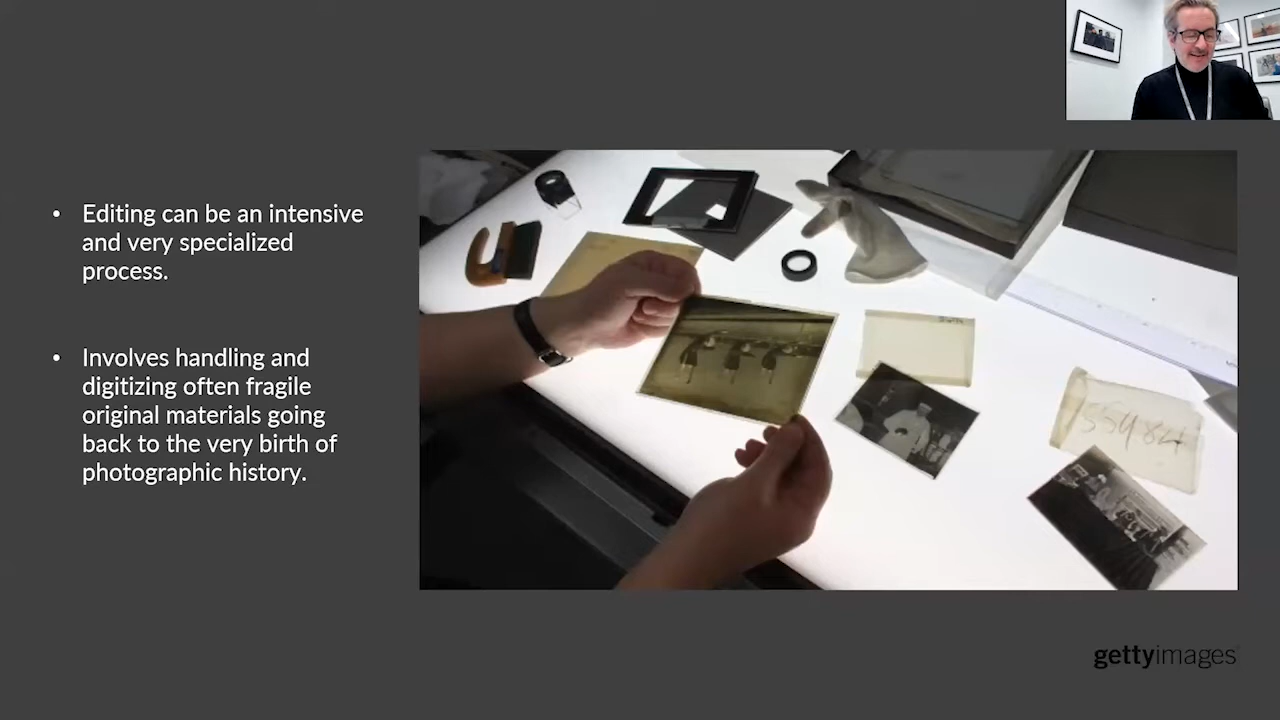 • Editing can be an intensive
and very specialized
process.
• Involves handling and
digitizing often fragile
original materials going
back to the very birth of
photographic history.
gettyimages